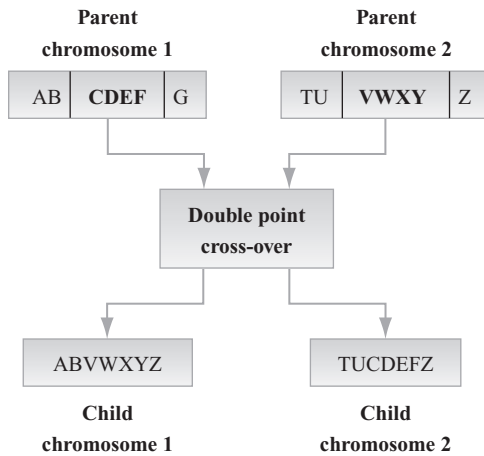 Parent
chromosome 1
Parent
chromosome 2
AB CDEF G
TU VWXY Z
Double point
cross-over
ABVWXYZ
TUCDEFZ
Child
chromosome 1
Child
chromosome 2